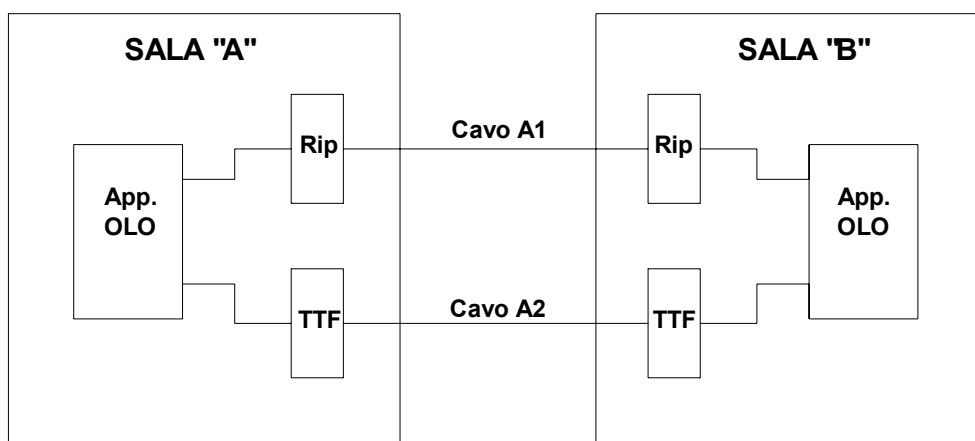 SALA "A"
SALA "B"
Cavo A1
Rip
Rip
App.
OLO
App.
OLO
Cavo A2
TTF
TTF